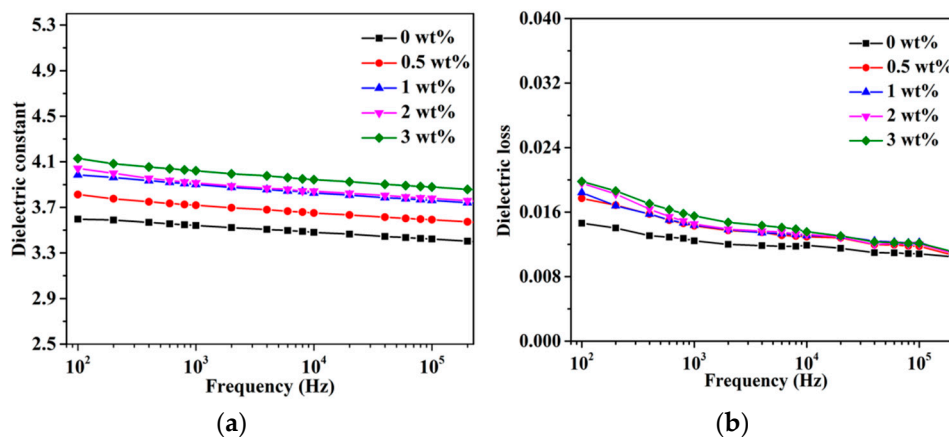 5.3
4.9
4.5
4.1
3.7
3.3
2.9
2.5
Dielectric constant
0 wt%
0.5 wt%
1 wt%
2 wt%
3 wt%
10²
10³
10⁴
10⁵
Frequency (Hz)
(a)
0.040
0.032
0.024
0.016
0.008
0.000
Dielectric loss
0 wt%
0.5 wt%
1 wt%
2 wt%
3 wt%
10²
10³
10⁴
10⁵
Frequency (Hz)
(b)